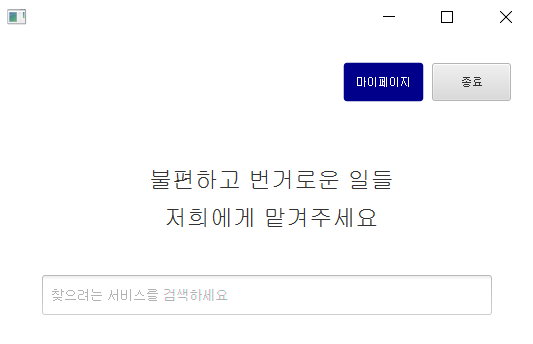 마이페이지 종료
불편하고 번거로운 일들
저희에게 맡겨주세요
찾으려는 서비스를 검색하세요